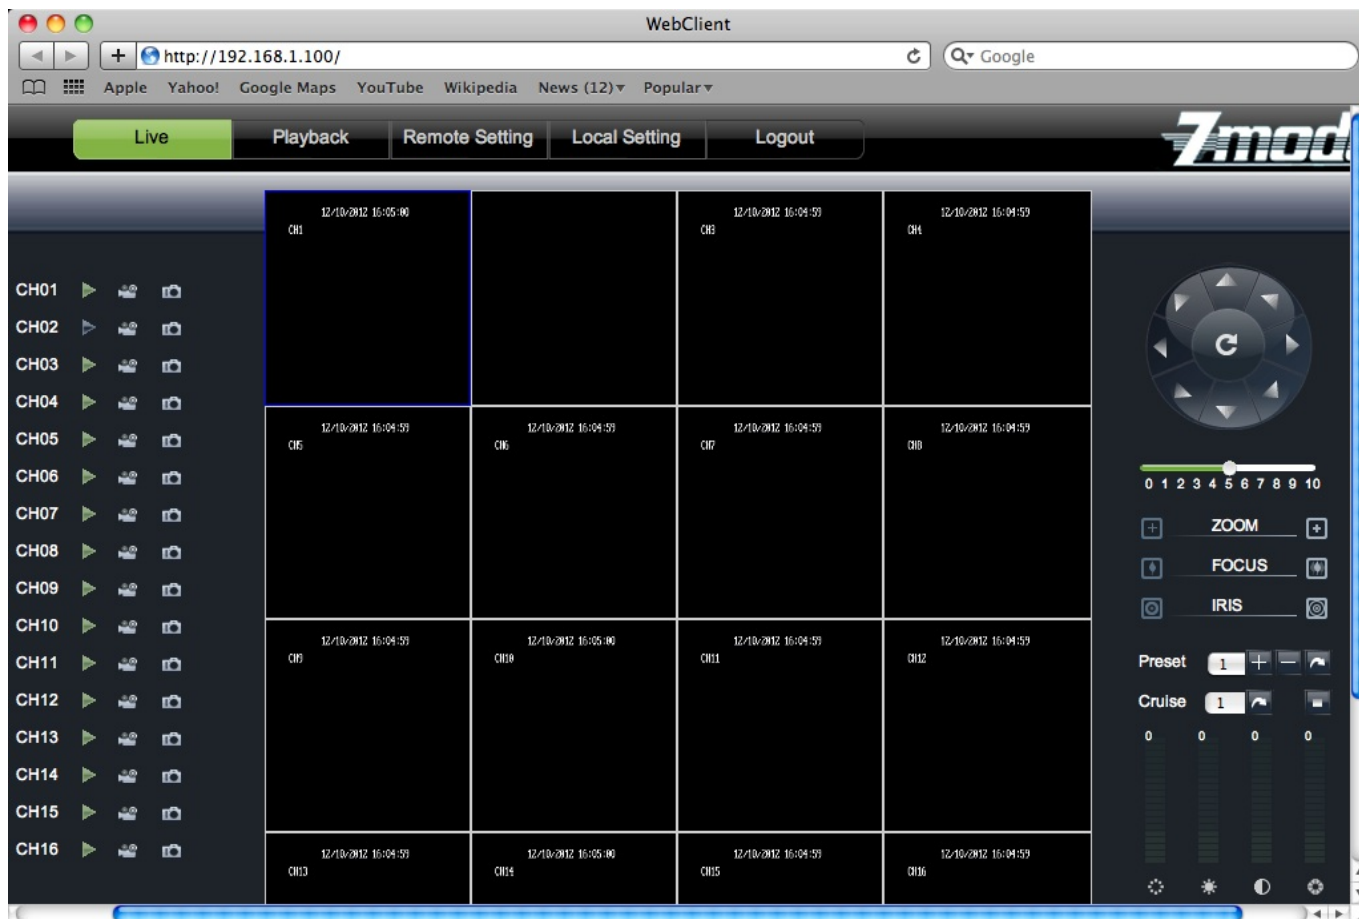 WebClient
http://192.168.1.100/
Google
Apple Yahoo! Google Maps YouTube Wikipedia News (12) Popular
Live Playback Remote Setting Local Setting Logout
Zmod
12/10/2012 16:05:00 12/10/2012 16:04:59 12/10/2012 16:04:59
CH1 CH3 CH4
CH01
CH02
CH03
CH04
CH05
CH06
CH07
CH08
CH09
CH10
CH11
CH12
CH13
CH14
CH15
CH16
12/10/2012 16:04:59 12/10/2012 16:04:59 12/10/2012 16:04:59 12/10/2012 16:04:59
CH5 CH6 CH7 CH8
12/10/2012 16:04:59 12/10/2012 16:05:00 12/10/2012 16:04:59 12/10/2012 16:04:59
CH9 CH10 CH11 CH12
12/10/2012 16:04:59 12/10/2012 16:05:00 12/10/2012 16:04:59 12/10/2012 16:04:59
CH13 CH14 CH15 CH16
0 1 2 3 4 5 6 7 8 9 10
ZOOM
FOCUS
IRIS
Preset 1
Cruise 1
0 0 0 0